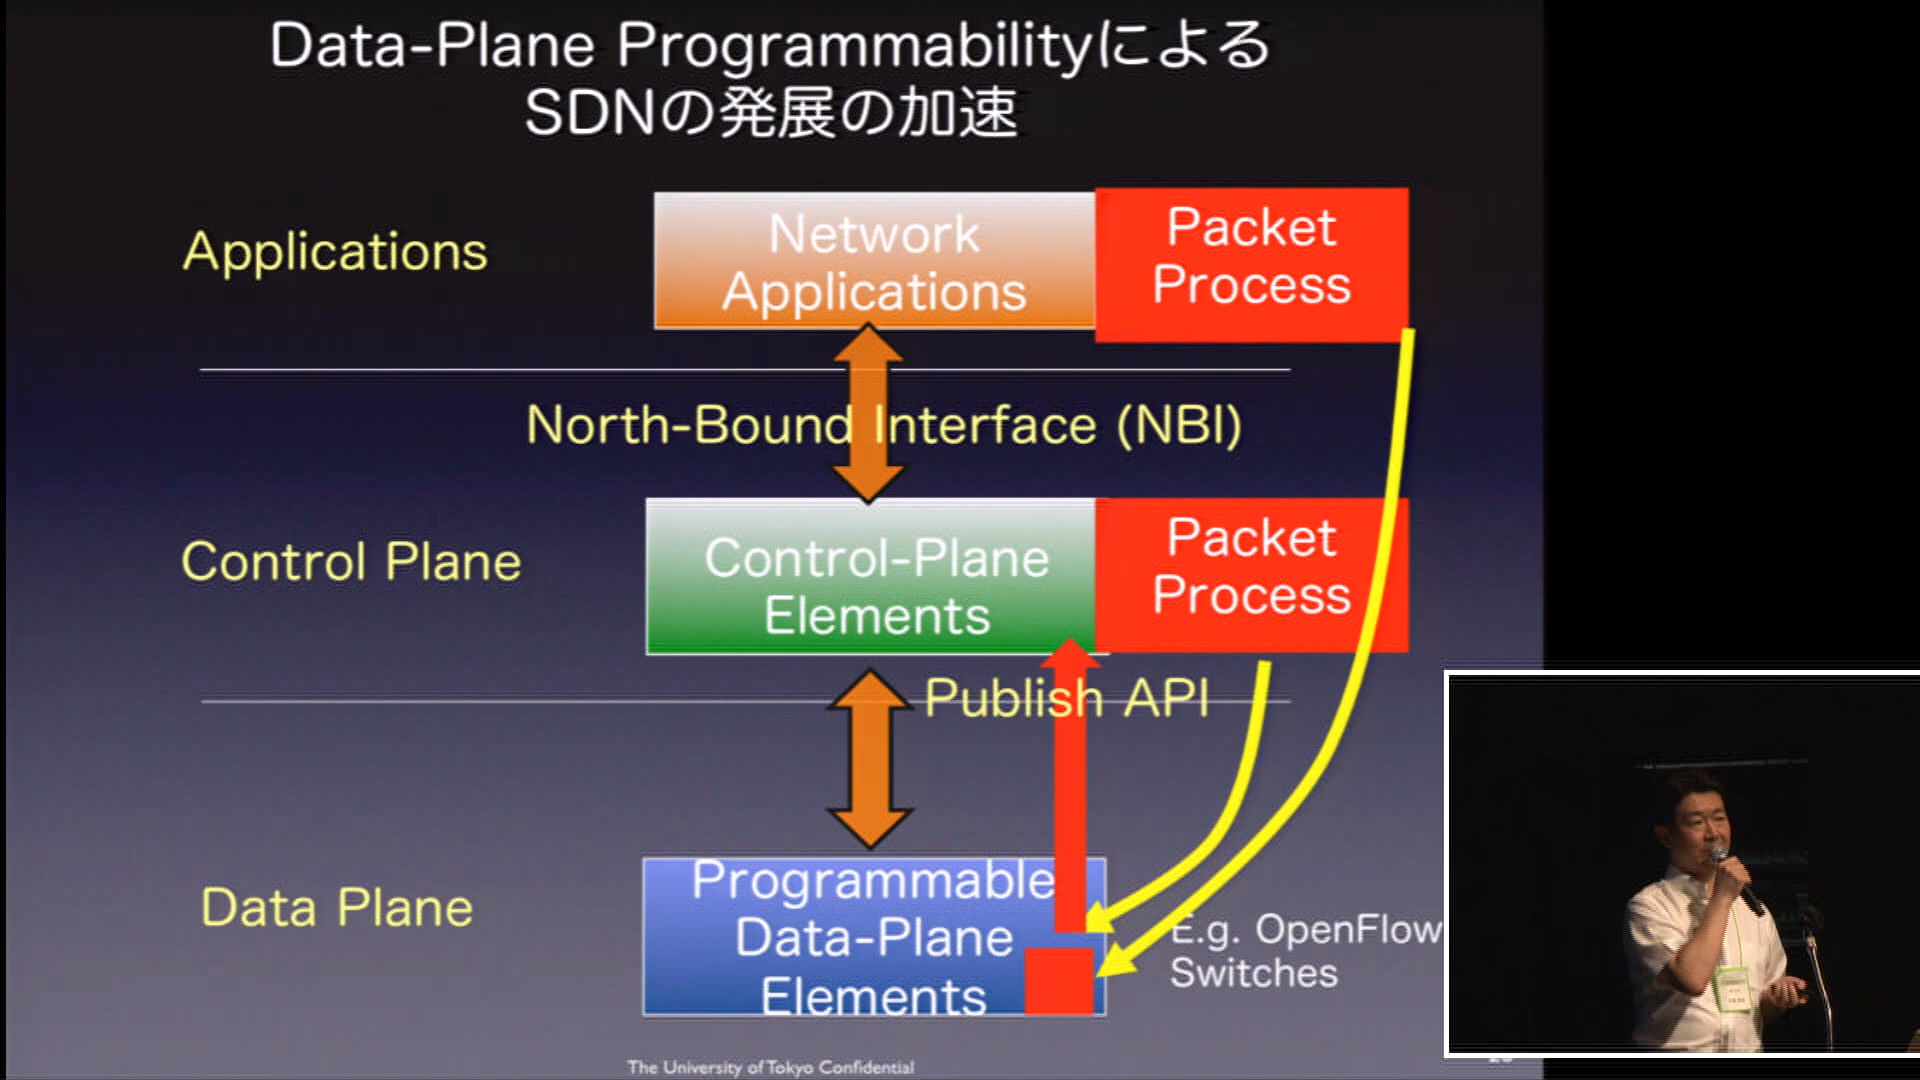 Data-Plane Programmabilityによる
SDNの発展の加速
Applications
Network
Applications
Packet
Process
North-Bound Interface (NBI)
Control Plane
Control-Plane
Elements
Packet
Process
Publish API
Data Plane
Programmable
Data-Plane
Elements
E.g. OpenFlow
Switches
The University of Tokyo Confidential